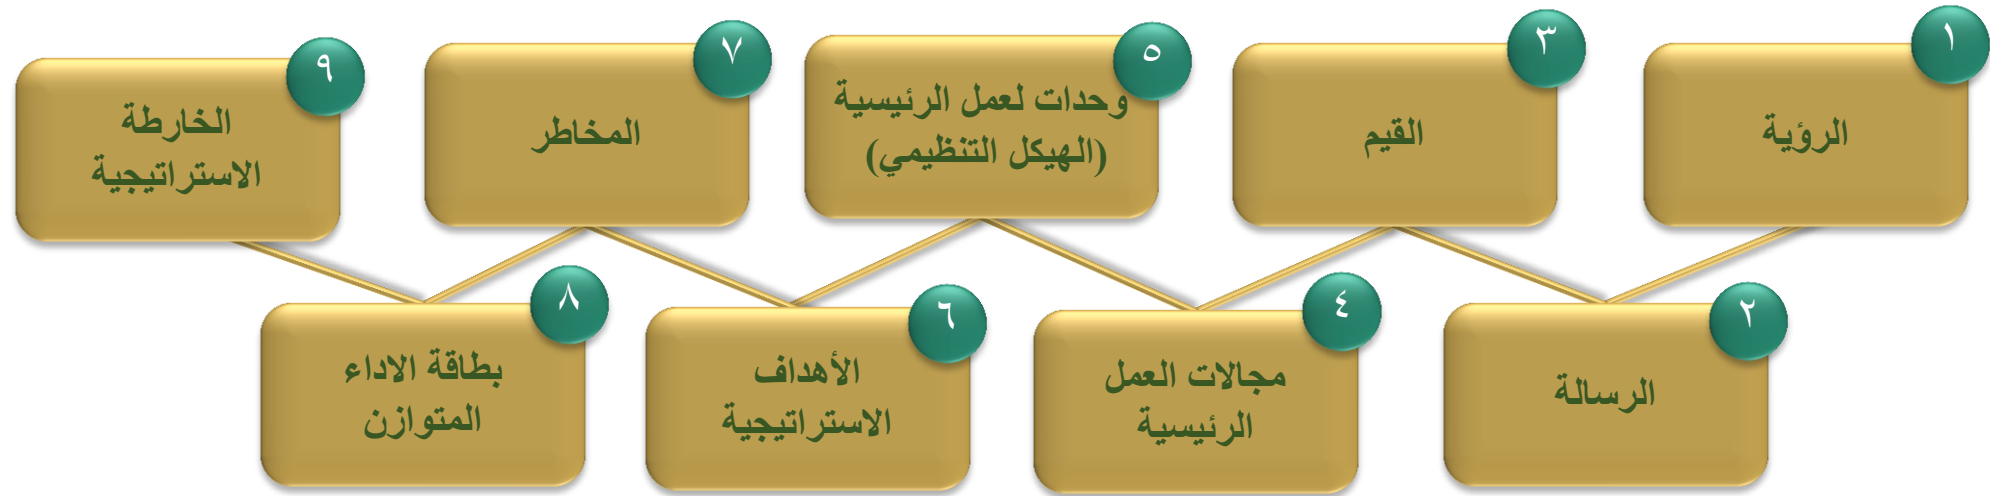 ١
الرؤية
٢
الرسالة
٣
القيم
٤
مجالات العمل
الرئيسية
٥
وحدات لعمل الرئيسية
(الهيكل التنظيمي)
٦
الأهداف
الاستراتيجية
٧
المخاطر
٨
بطاقة الاداء
المتوازن
٩
الخارطة
الاستراتيجية